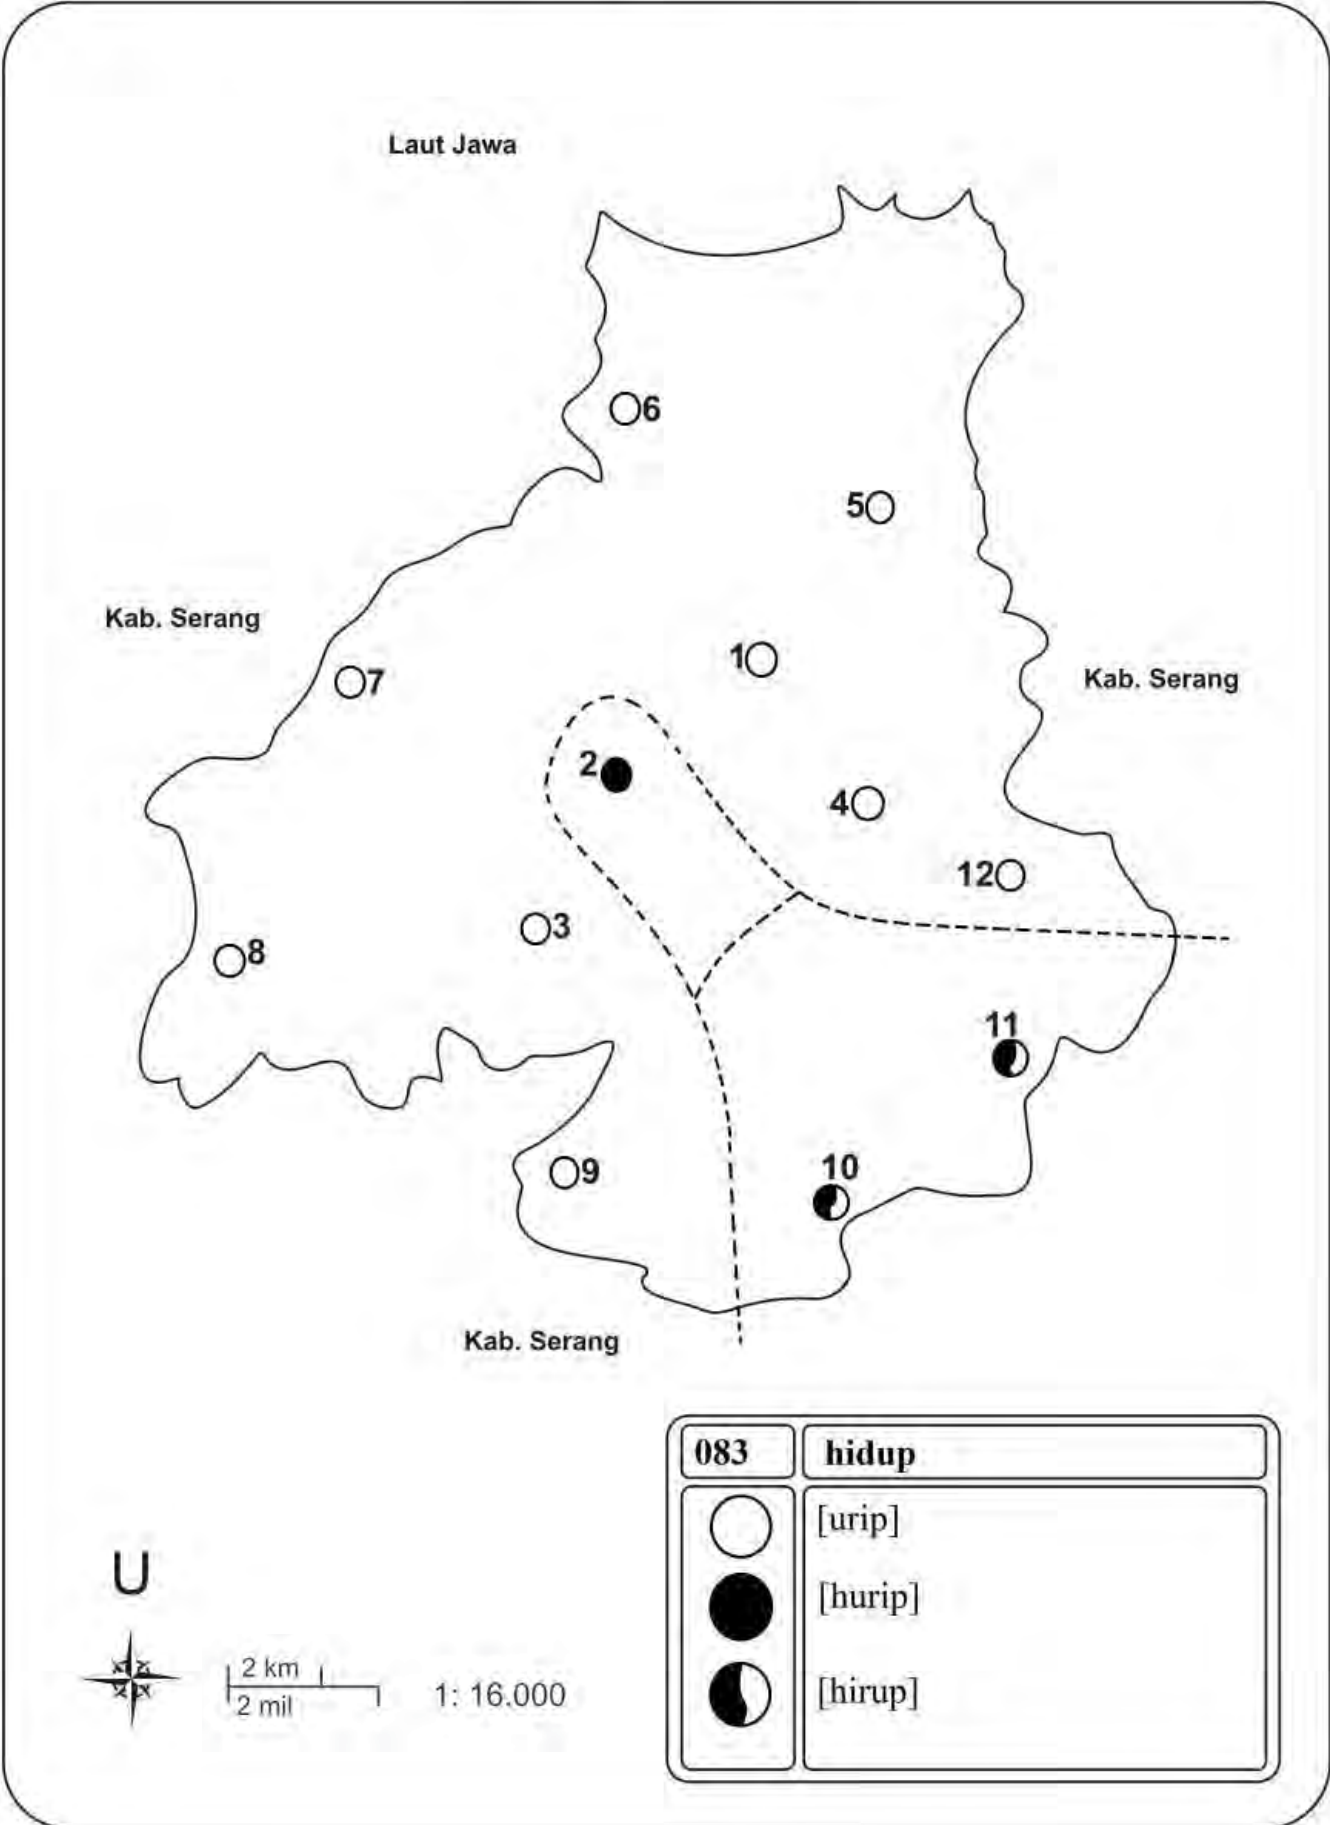 Laut Jawa
6
5
Kab. Serang
1
Kab. Serang
7
2
4
12
3
8
11
10
9
Kab. Serang
083 hidup
[urip]
[hurip]
[hirup]
U
2 km
2 mil
1: 16.000